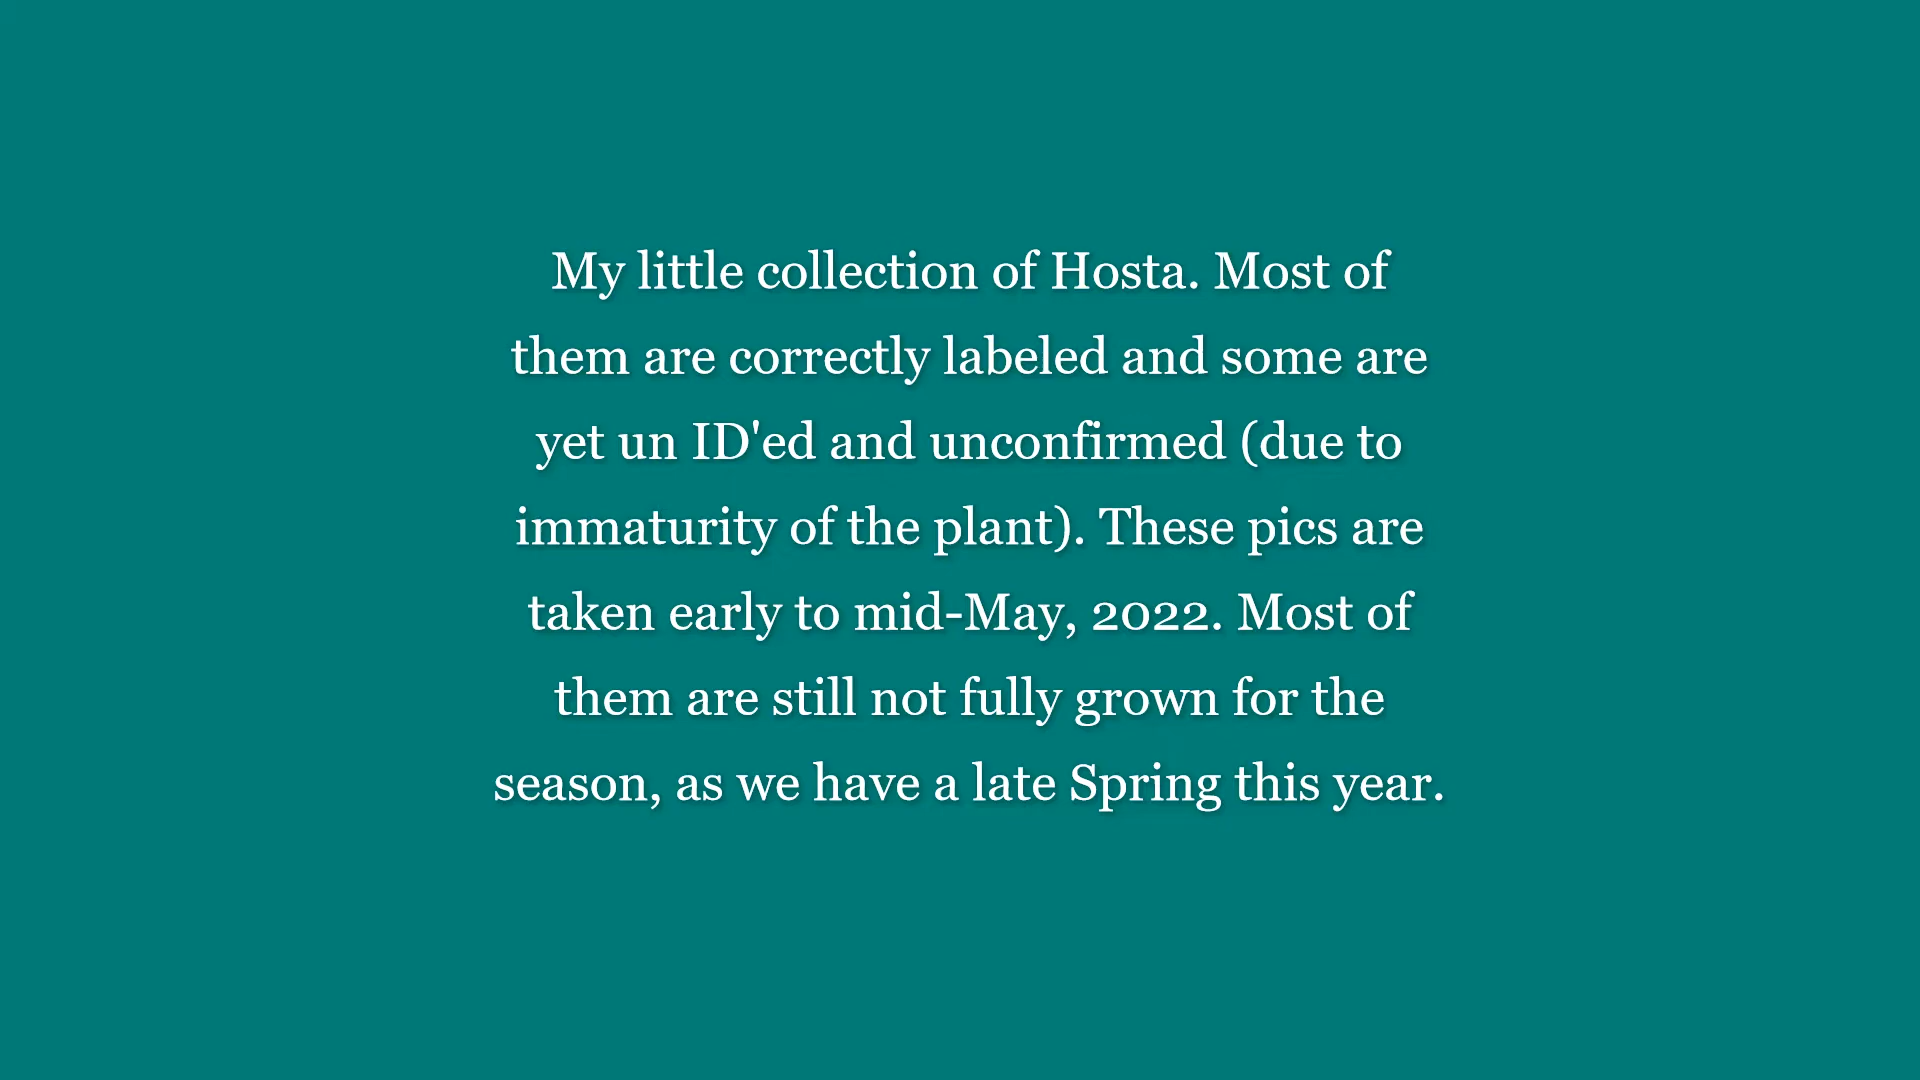 My little collection of Hosta. Most of
them are correctly labeled and some are
yet un ID'ed and unconfirmed (due to
immaturity of the plant). These pics are
taken early to mid-May, 2022. Most of
them are still not fully grown for the
season, as we have a late Spring this year.